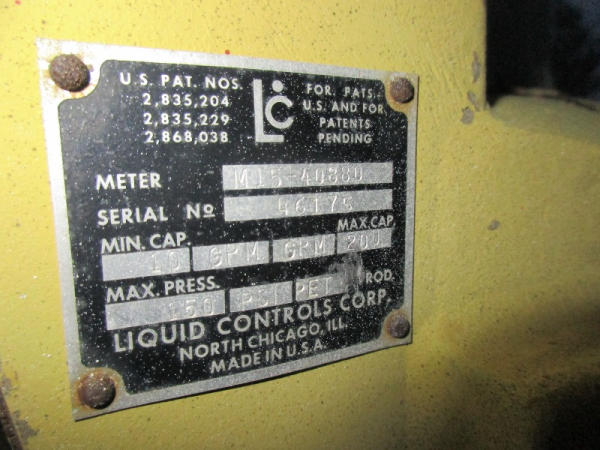 U.S. PAT. NOS.
2,835,204
2,835,229
2,868,038
LC
FOR. PATS.
U.S. AND FOR.
PATENTS
PENDING
METER M15-40880
SERIAL Nº 46175
MIN. CAP. MAX. CAP.
10 GPM GPM 200
MAX. PRESS. PROD.
150 PSI PET
LIQUID CONTROLS CORP.
NORTH CHICAGO, ILL.
MADE IN U.S.A.